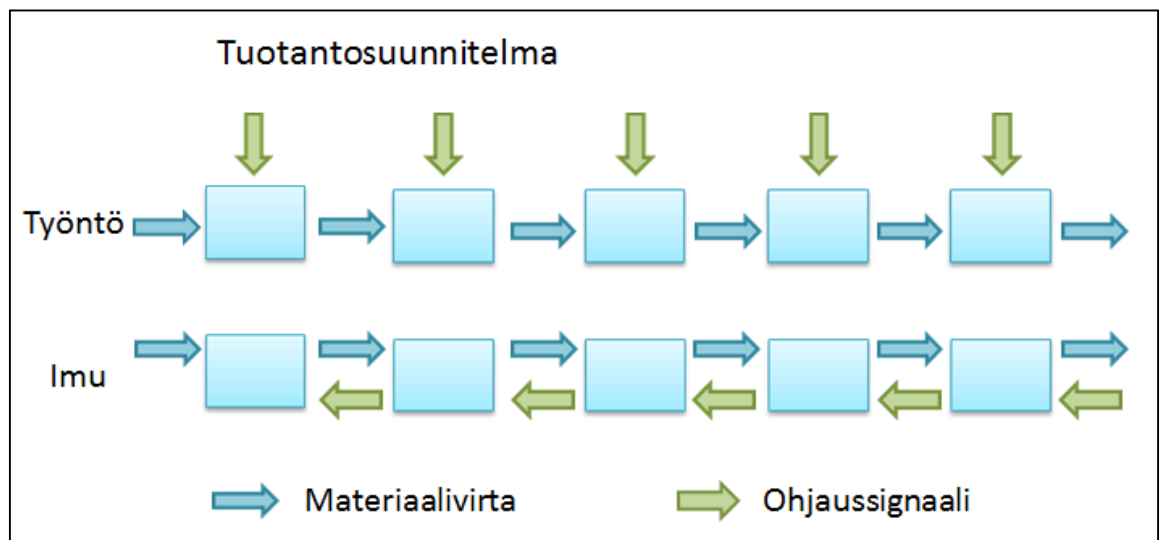 Tuotantosuunnitelma
Työntö
Imu
Materiaalivirta
Ohjaussignaali